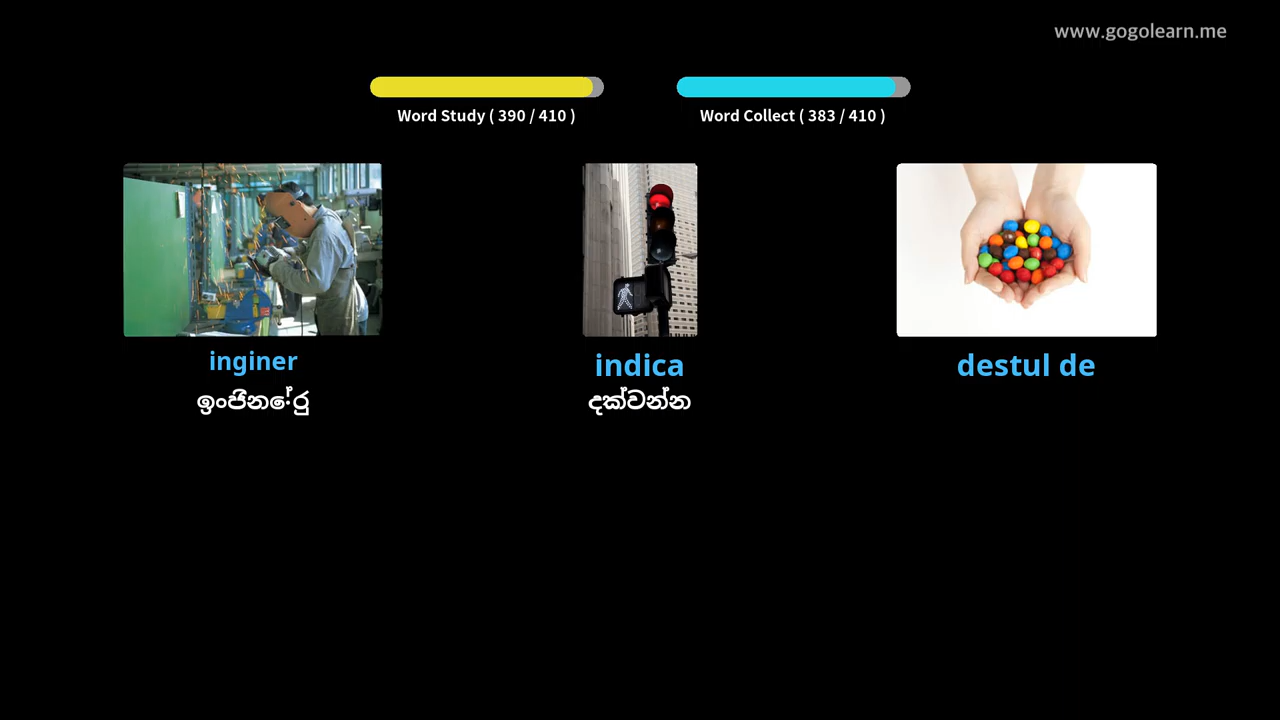 www.gogolearn.me
Word Study ( 390 / 410 )
Word Collect ( 383 / 410 )
inginer
indica
destul de
ඉංජිනේරු
දක්වන්න